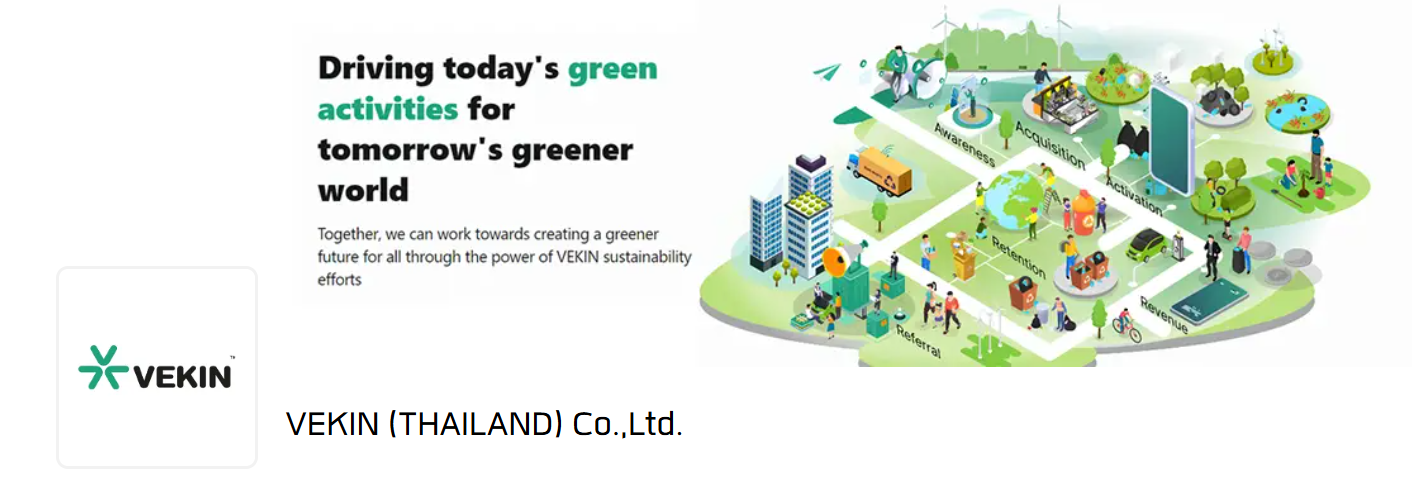 Driving today's green
activities for
tomorrow's greener
world
Together, we can work towards creating a greener
future for all through the power of VEKIN sustainability
efforts
Awareness
Acquisition
Activation
Retention
Revenue
Referral
VEKIN™
VEKIN (THAILAND) Co.,Ltd.